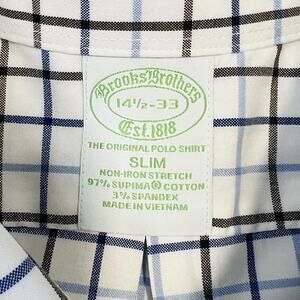 Brooks Brothers
14½-33
Est. 1818
THE ORIGINAL POLO SHIRT
SLIM
NON-IRON STRETCH
97% SUPIMA® COTTON
3% SPANDEX
MADE IN VIETNAM